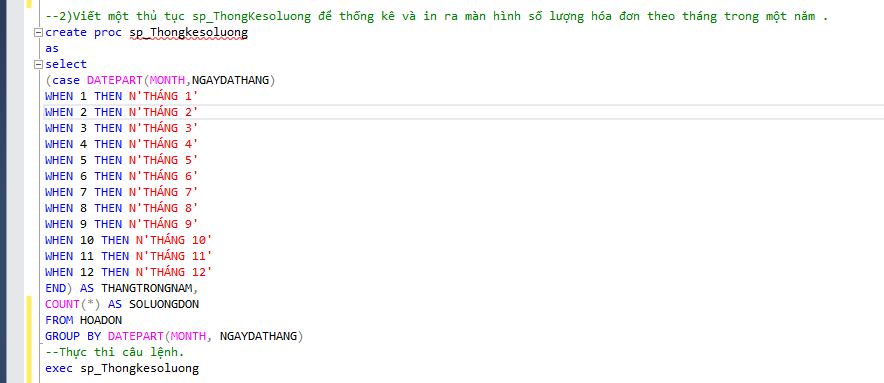 --2)Viết một thủ tục sp_ThongKesoluong để thống kê và in ra màn hình số lượng hóa đơn theo tháng trong một năm .
create proc sp_Thongkesoluong
as
select
(case DATEPART(MONTH,NGAYDATHANG)
WHEN 1 THEN N'THÁNG 1'
WHEN 2 THEN N'THÁNG 2'
WHEN 3 THEN N'THÁNG 3'
WHEN 4 THEN N'THÁNG 4'
WHEN 5 THEN N'THÁNG 5'
WHEN 6 THEN N'THÁNG 6'
WHEN 7 THEN N'THÁNG 7'
WHEN 8 THEN N'THÁNG 8'
WHEN 9 THEN N'THÁNG 9'
WHEN 10 THEN N'THÁNG 10'
WHEN 11 THEN N'THÁNG 11'
WHEN 12 THEN N'THÁNG 12'
END) AS THANGTRONGNAM,
COUNT(*) AS SOLUONGDON
FROM HOADON
GROUP BY DATEPART(MONTH, NGAYDATHANG)
--Thực thi câu lệnh.
exec sp_Thongkesoluong